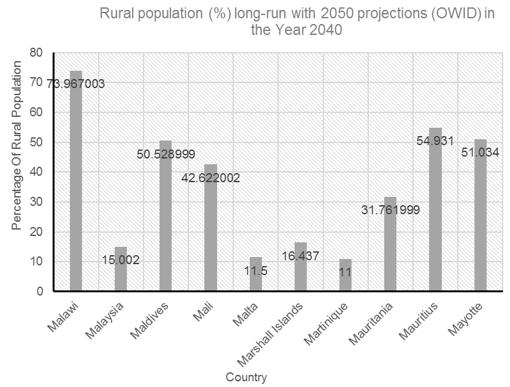 Rural population (%) long-run with 2050 projections (OWID) in
the Year 2040
Percentage Of Rural Population
80
70
60
50
40
30
20
10
0
73.967003
15.002
50.528999
42.622002
11.5
16.437
11
31.761999
54.931
51.034
Malawi
Malaysia
Maldives
Mali
Malta
Marshall Islands
Martinique
Mauritania
Mauritius
Mayotte
Country